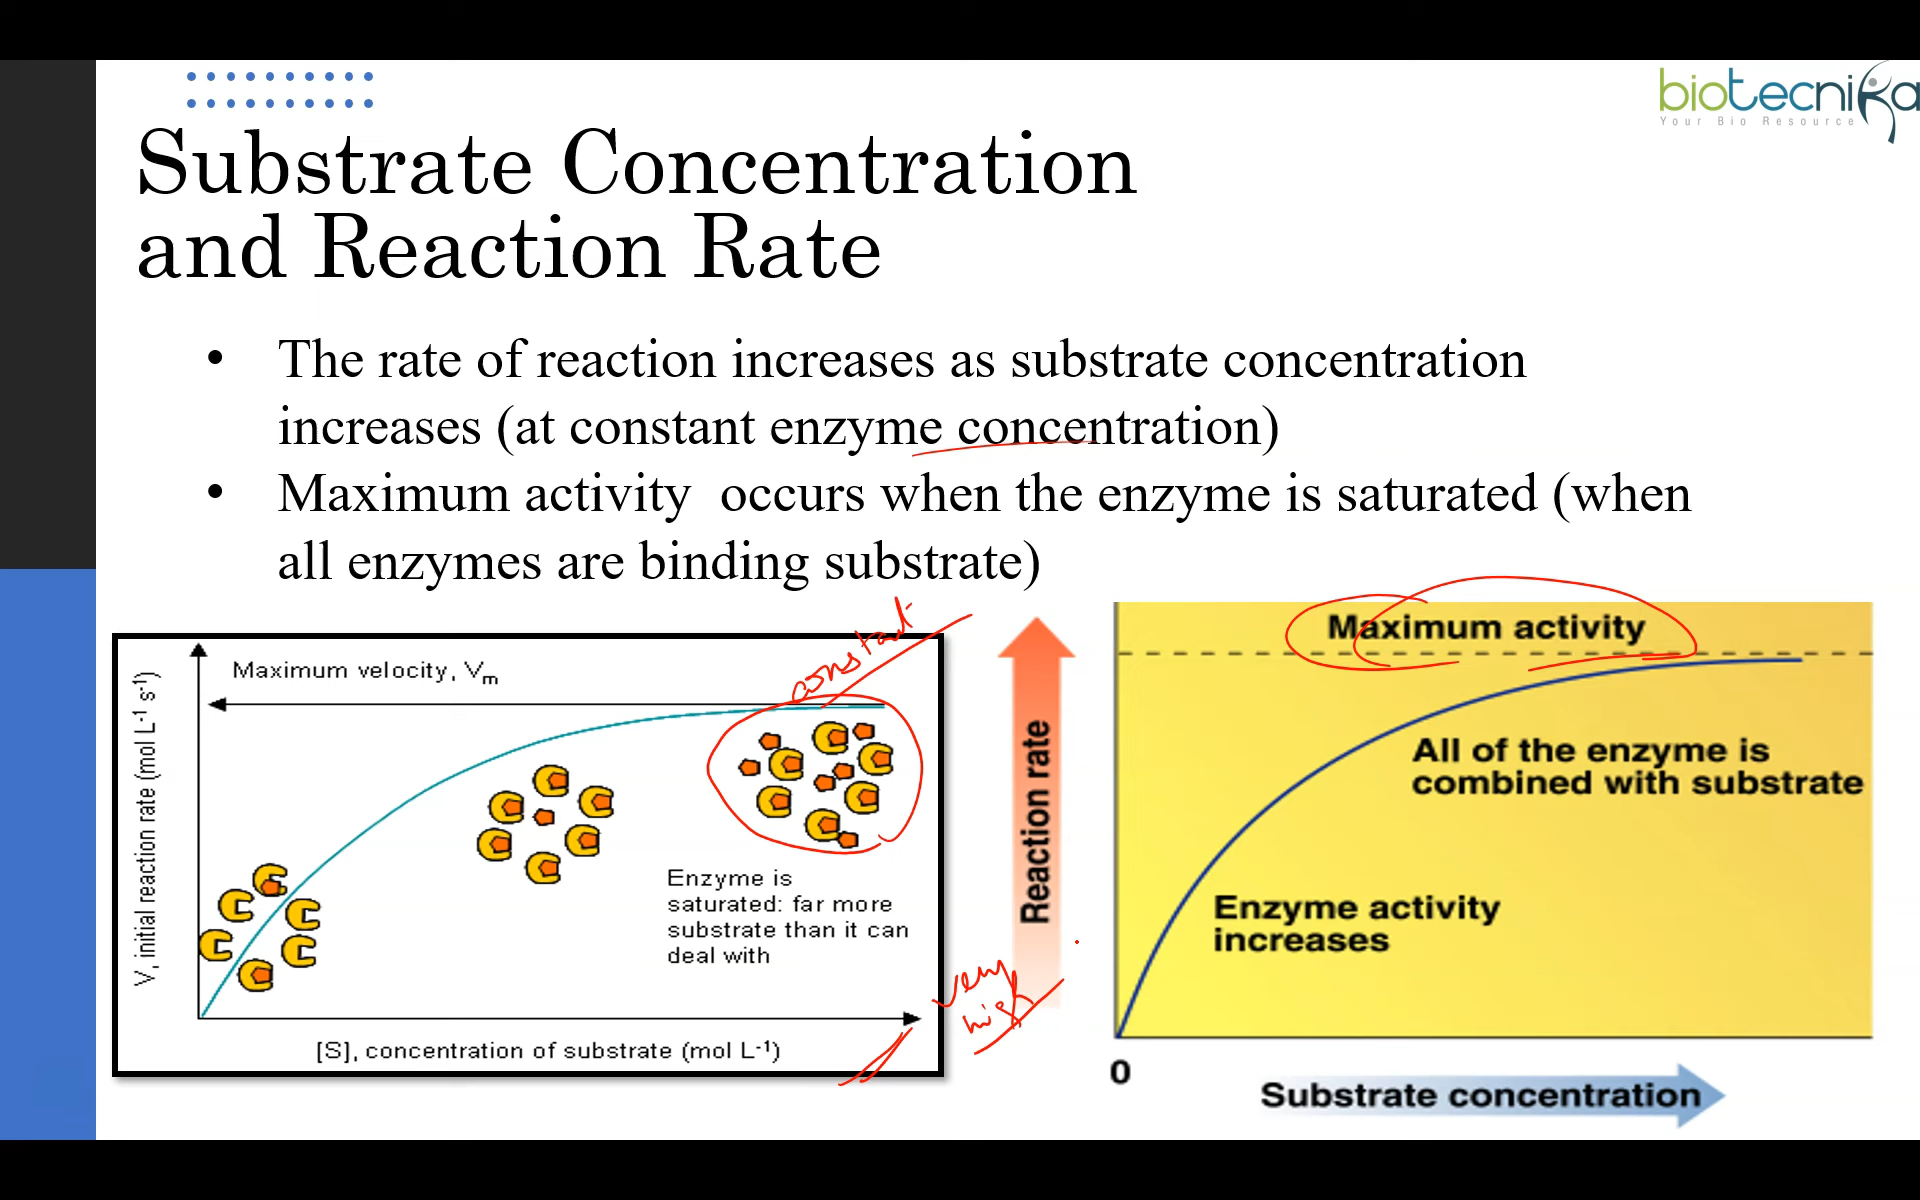 biotecnika
Your Bio Resource
Substrate Concentration
and Reaction Rate
• The rate of reaction increases as substrate concentration
increases (at constant enzyme concentration)
• Maximum activity occurs when the enzyme is saturated (when
all enzymes are binding substrate)
constant
Maximum velocity, Vm
V, initial reaction rate (mol L-1 s-1)
Enzyme is
saturated: far more
substrate than it can
deal with
[S], concentration of substrate (mol L-1)
very
high
Reaction rate
Maximum activity
All of the enzyme is
combined with substrate
Enzyme activity
increases
0
Substrate concentration